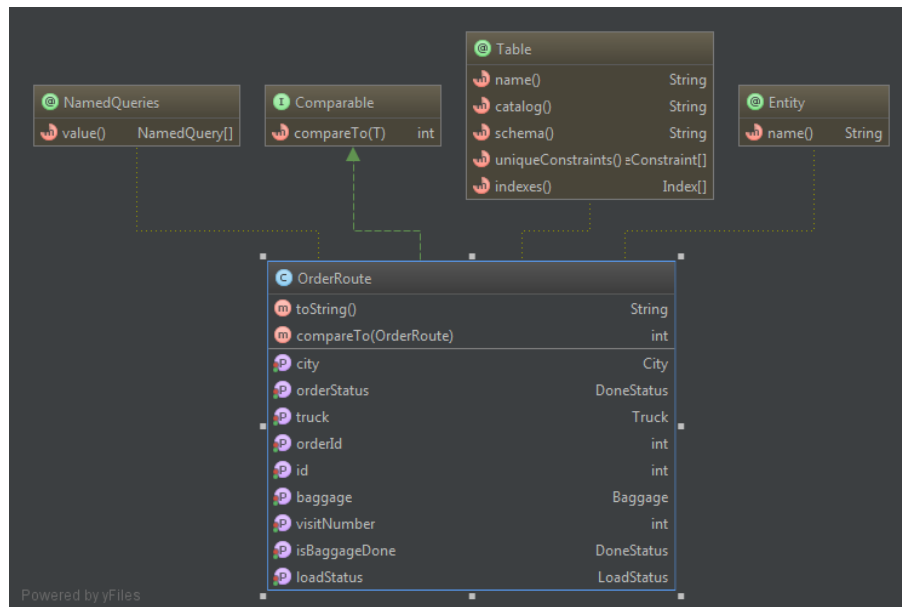 @ Table
name() String
catalog() String
schema() String
uniqueConstraints() eConstraint[]
indexes() Index[]
@ NamedQueries
value() NamedQuery[]
I Comparable
compareTo(T) int
@ Entity
name() String
C OrderRoute
m toString() String
m compareTo(OrderRoute) int
P city City
P orderStatus DoneStatus
P truck Truck
P orderId int
P id int
P baggage Baggage
P visitNumber int
P isBaggageDone DoneStatus
P loadStatus LoadStatus
Powered by yFiles